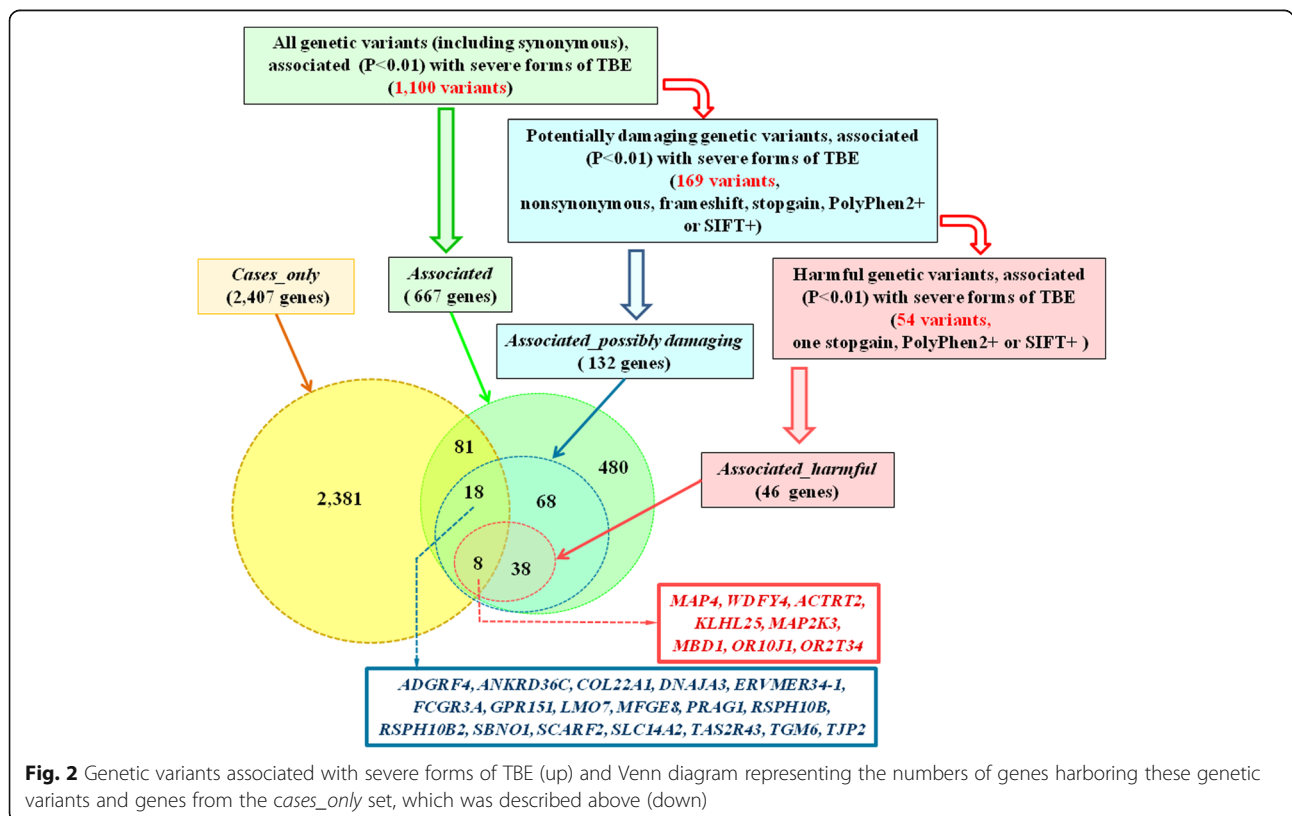 All genetic variants (including synonymous),
associated (P<0.01) with severe forms of TBE
(1,100 variants)
Potentially damaging genetic variants, associated
(P<0.01) with severe forms of TBE
(169 variants,
nonsynonymous, frameshift, stopgain, PolyPhen2+
or SIFT+)
Cases_only
(2,407 genes)
Associated
( 667 genes)
Harmful genetic variants, associated
(P<0.01) with severe forms of TBE
(54 variants,
one stopgain, PolyPhen2+ or SIFT+ )
Associated_possibly damaging
( 132 genes)
Associated_harmful
(46 genes)
81
480
2,381
18
68
8
38
MAP4, WDFY4, ACTRT2,
KLHL25, MAP2K3,
MBD1, OR10J1, OR2T34
ADGRF4, ANKRD36C, COL22A1, DNAJA3, ERVMER34-1,
FCGR3A, GPR151, LMO7, MFGE8, PRAG1, RSPH10B,
RSPH10B2, SBNO1, SCARF2, SLC14A2, TAS2R43, TGM6, TJP2
Fig. 2 Genetic variants associated with severe forms of TBE (up) and Venn diagram representing the numbers of genes harboring these genetic
variants and genes from the cases_only set, which was described above (down)